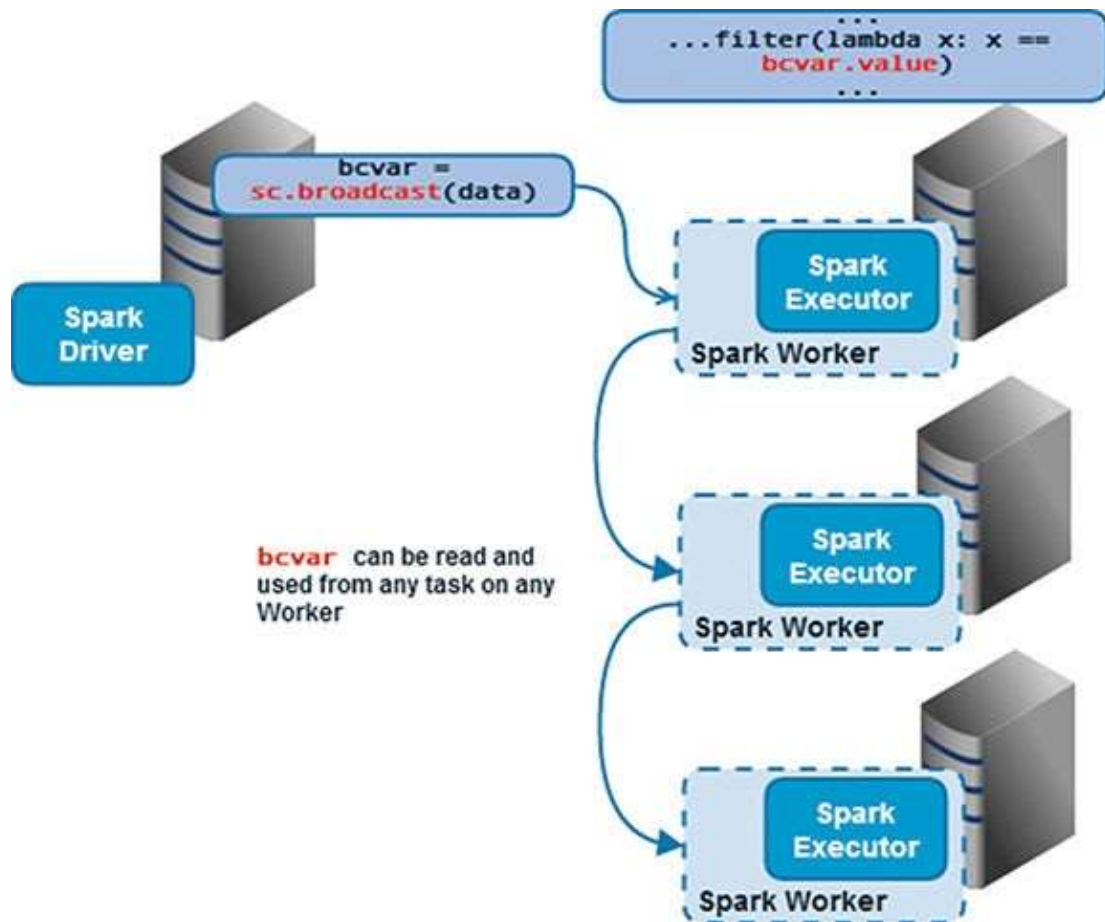 ...
...filter(lambda x: x ==
bcvar.value)
...
bcvar =
sc.broadcast(data)
Spark
Driver
Spark
Executor
Spark Worker
bcvar can be read and
used from any task on any
Worker
Spark
Executor
Spark Worker
Spark
Executor
Spark Worker